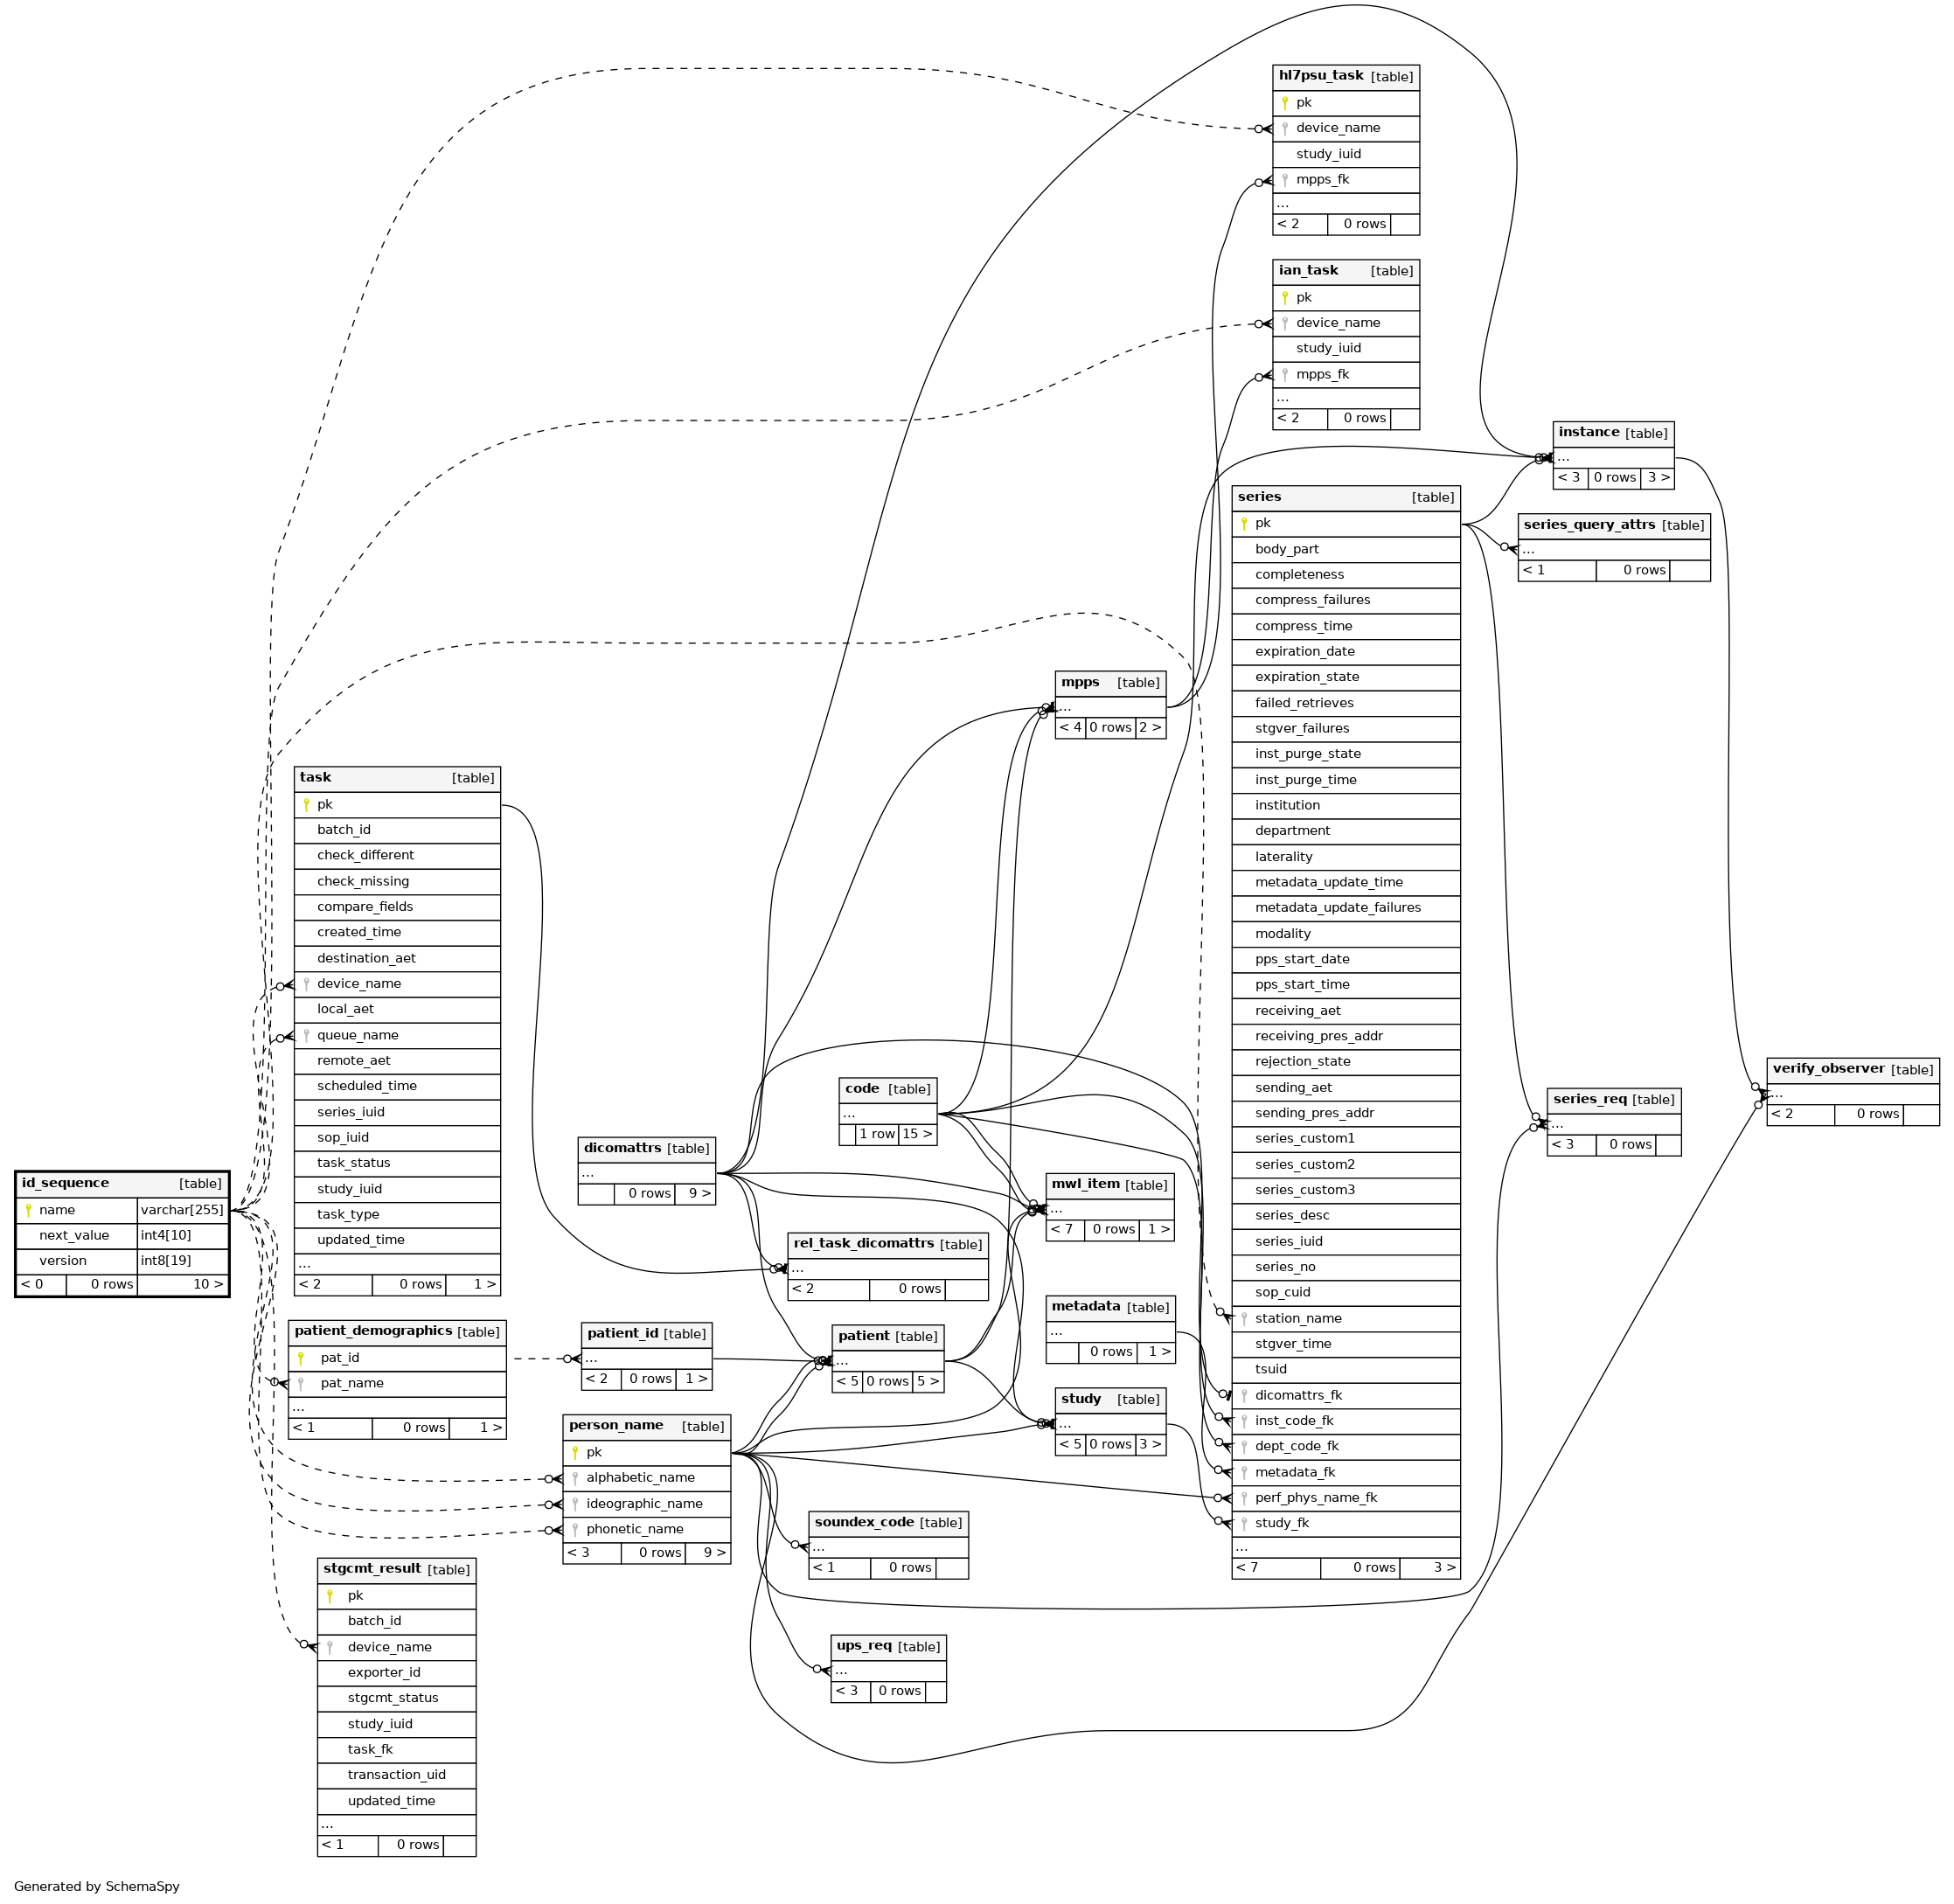 hl7psu_task [table]
pk
device_name
study_iuid
mpps_fk
...
< 2 0 rows
ian_task [table]
pk
device_name
study_iuid
mpps_fk
...
< 2 0 rows
instance [table]
...
< 3 0 rows 3 >
series_query_attrs [table]
...
< 1 0 rows
series [table]
pk
body_part
completeness
compress_failures
compress_time
expiration_date
expiration_state
failed_retrieves
stgver_failures
inst_purge_state
inst_purge_time
institution
department
laterality
metadata_update_time
metadata_update_failures
modality
pps_start_date
pps_start_time
receiving_aet
receiving_pres_addr
rejection_state
sending_aet
sending_pres_addr
series_custom1
series_custom2
series_custom3
series_desc
series_iuid
series_no
sop_cuid
station_name
stgver_time
tsuid
dicomattrs_fk
inst_code_fk
dept_code_fk
metadata_fk
perf_phys_name_fk
study_fk
...
< 7 0 rows 3 >
mpps [table]
...
< 4 0 rows 2 >
task [table]
pk
batch_id
check_different
check_missing
compare_fields
created_time
destination_aet
device_name
local_aet
queue_name
remote_aet
scheduled_time
series_iuid
sop_iuid
task_status
study_iuid
task_type
updated_time
...
< 2 0 rows 1 >
code [table]
...
1 row 15 >
verify_observer [table]
...
< 2 0 rows
series_req [table]
...
< 3 0 rows
dicomattrs [table]
...
0 rows 9 >
id_sequence [table]
name varchar[255]
next_value int4[10]
version int8[19]
< 0 0 rows 10 >
mwl_item [table]
...
< 7 0 rows 1 >
rel_task_dicomattrs [table]
...
< 2 0 rows
metadata [table]
...
0 rows 1 >
patient_demographics [table]
pat_id
pat_name
...
< 1 0 rows 1 >
patient_id [table]
...
< 2 0 rows 1 >
patient [table]
...
< 5 0 rows 5 >
study [table]
...
< 5 0 rows 3 >
person_name [table]
pk
alphabetic_name
ideographic_name
phonetic_name
< 3 0 rows 9 >
soundex_code [table]
...
< 1 0 rows
stgcmt_result [table]
pk
batch_id
device_name
exporter_id
stgcmt_status
study_iuid
task_fk
transaction_uid
updated_time
...
< 1 0 rows
ups_req [table]
...
< 3 0 rows
Generated by SchemaSpy